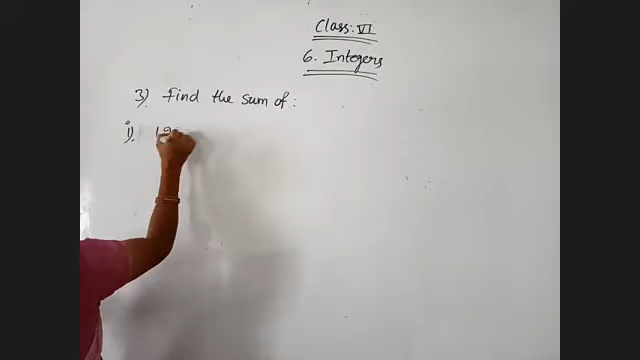 Class: VI
6. Integers
3) Find the sum of:
i).